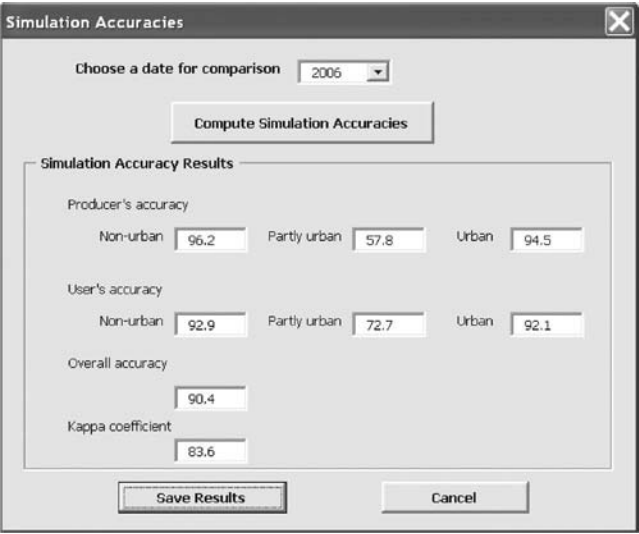 Simulation Accuracies
Choose a date for comparison 2006
Compute Simulation Accuracies
Simulation Accuracy Results
Producer's accuracy
Non-urban 96.2 Partly urban 57.8 Urban 94.5
User's accuracy
Non-urban 92.9 Partly urban 72.7 Urban 92.1
Overall accuracy
90.4
Kappa coefficient
83.6
Save Results Cancel